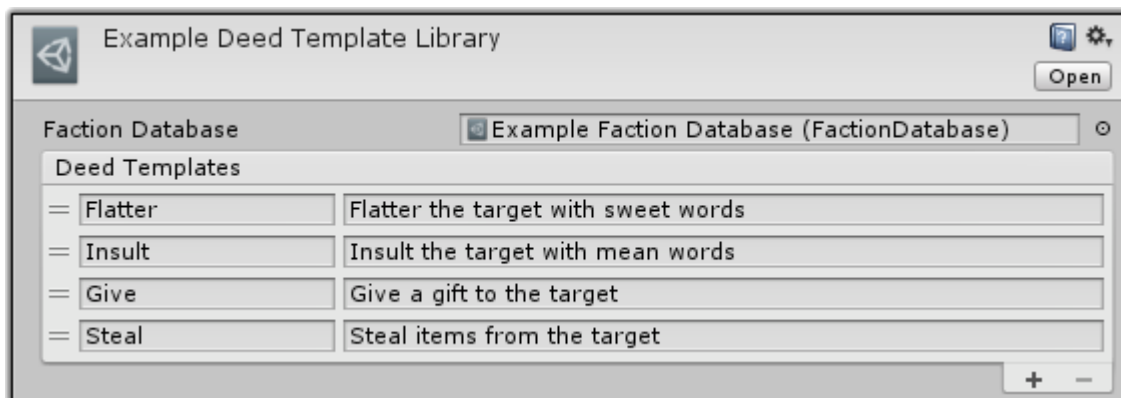 Example Deed Template Library
Open
Faction Database Example Faction Database (FactionDatabase)
Deed Templates
Flatter Flatter the target with sweet words
Insult Insult the target with mean words
Give Give a gift to the target
Steal Steal items from the target